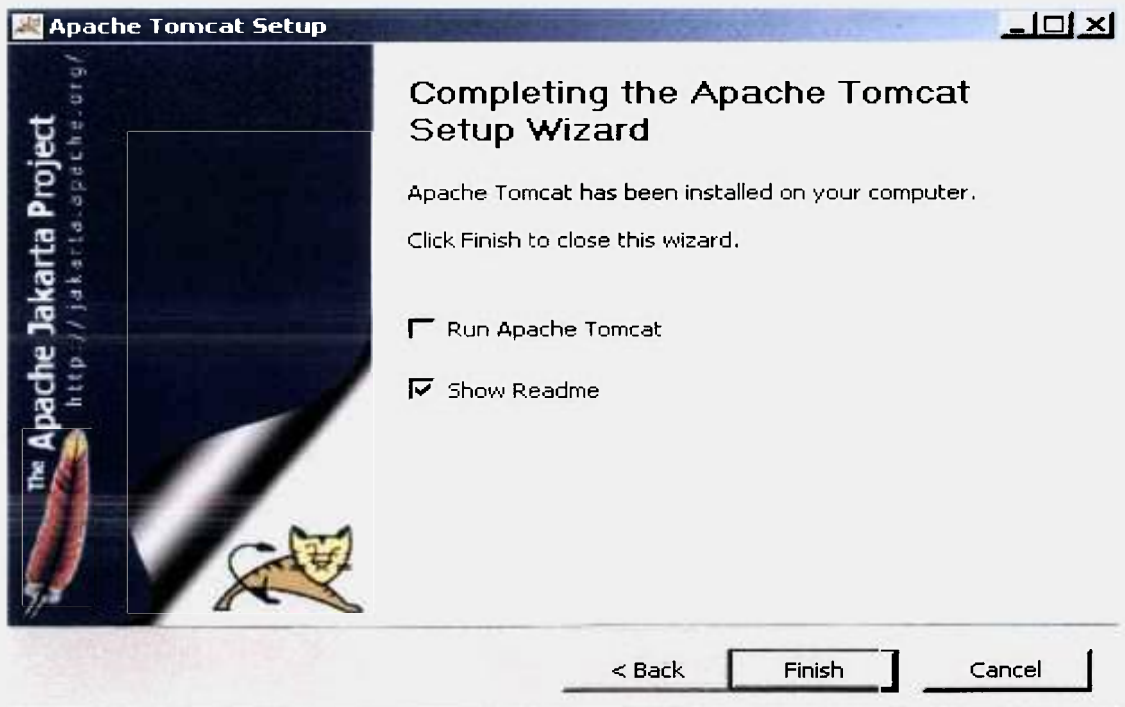 Apache Tomcat Setup
The Apache Jakarta Project
http://jakarta.apache.org/
Completing the Apache Tomcat
Setup Wizard
Apache Tomcat has been installed on your computer.
Click Finish to close this wizard.
Run Apache Tomcat
Show Readme
< Back
Finish
Cancel